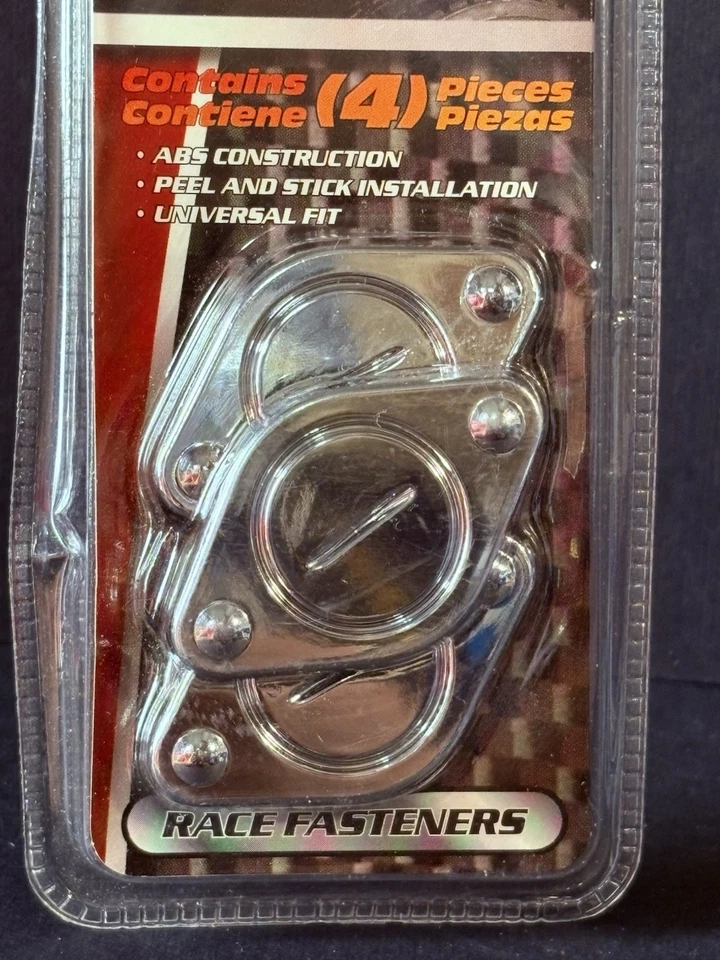 Contains (4) Pieces
Contiene Piezas
• ABS CONSTRUCTION
• PEEL AND STICK INSTALLATION
• UNIVERSAL FIT
RACE FASTENERS